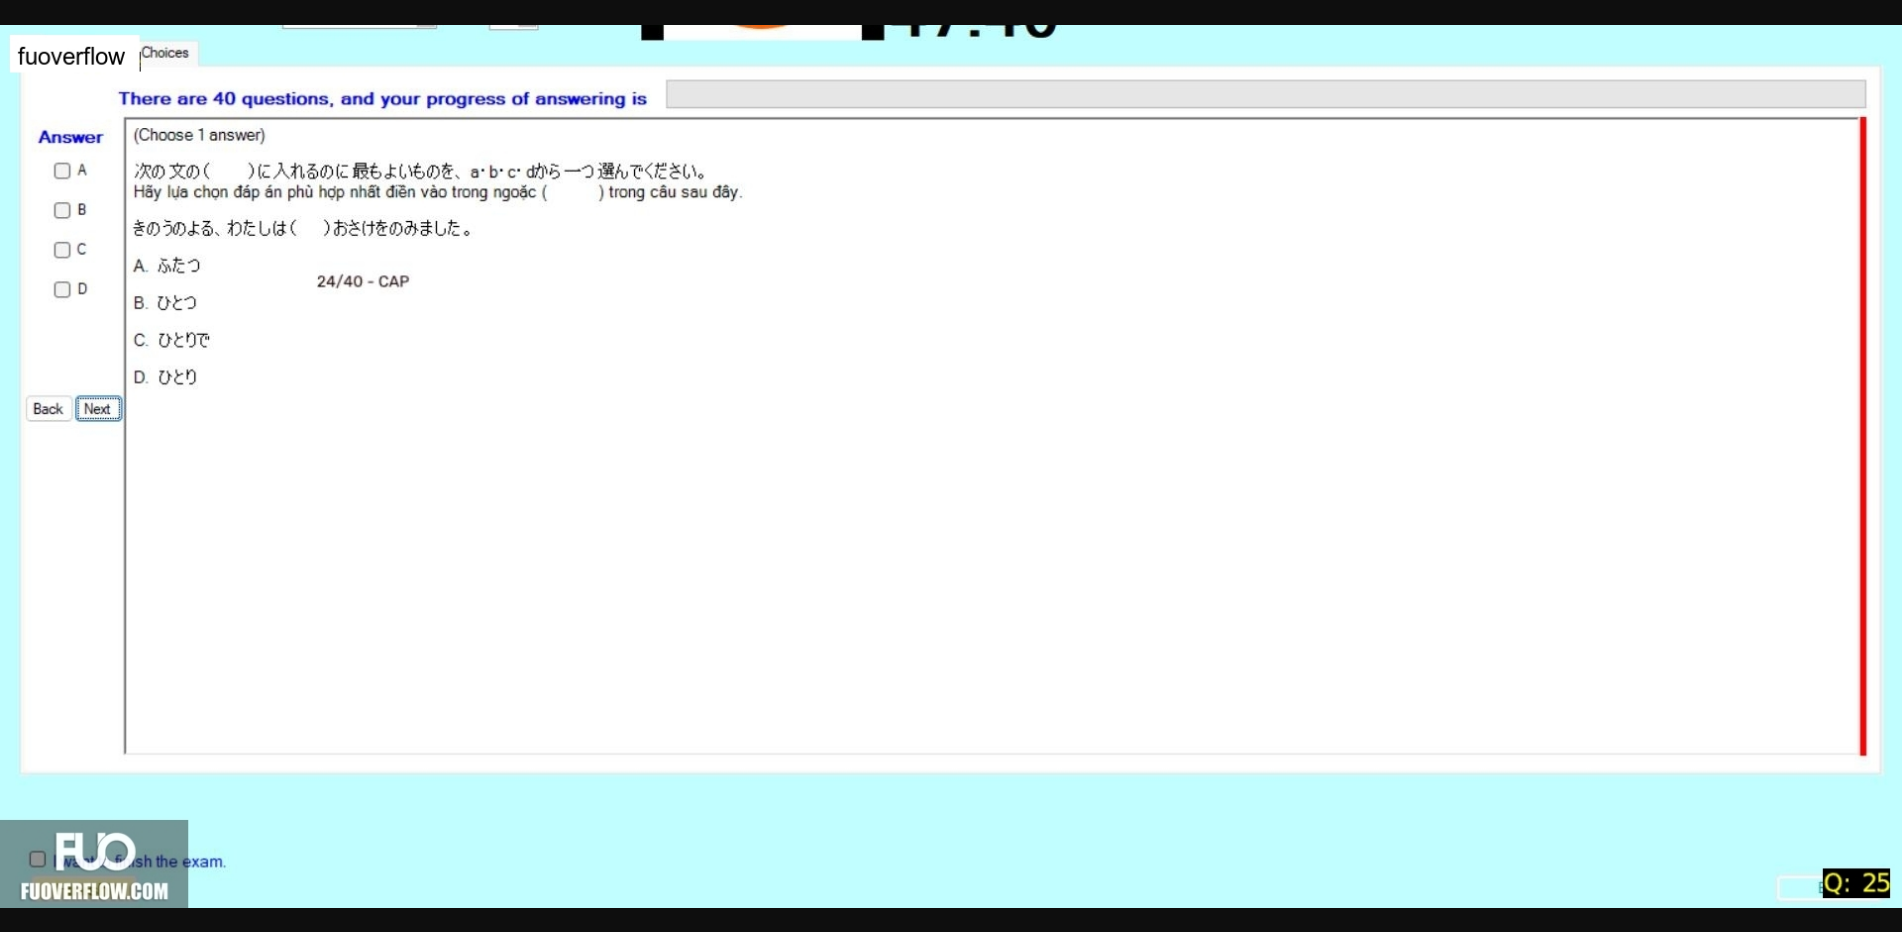 fuoverflow
Choices
There are 40 questions, and your progress of answering is
Answer
(Choose 1 answer)
A
次の文の(　　)に入れるのに最もよいものを、a・b・c・dから一つ選んでください。
Hãy lựa chọn đáp án phù hợp nhất điền vào trong ngoặc (　　) trong câu sau đây.
B
きのうのよる、わたしは(　　)おさけをのみました。
C
A. ふたつ
24/40 - CAP
D
B. ひとつ
C. ひとりで
D. ひとり
Back
Next
FUO
the exam.
FUOVERFLOW.COM
Q: 25